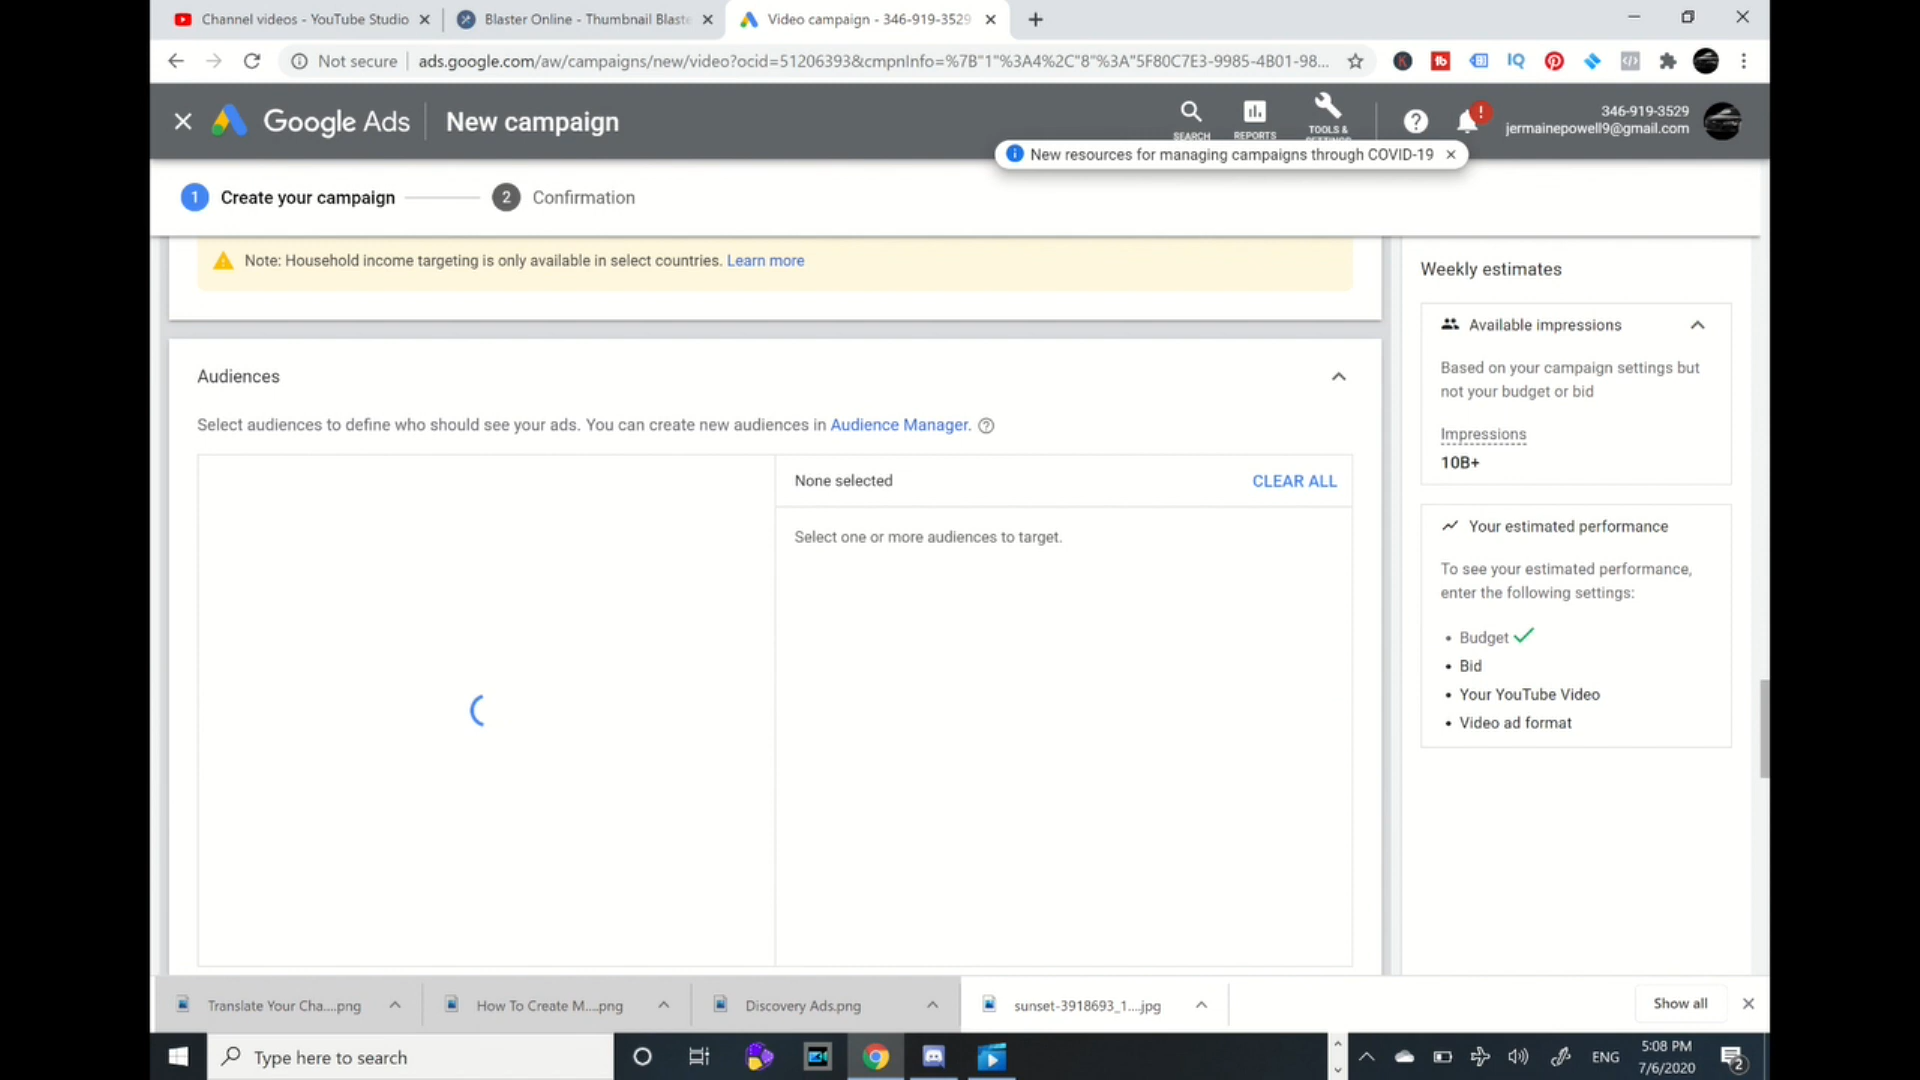 Channel videos - YouTube Studio
Blaster Online - Thumbnail Blaste
Video campaign - 346-919-3529
Not secure
ads.google.com/aw/campaigns/new/video?ocid=51206393&cmpnInfo=%7B"1"%3A4%2C"8"%3A"5F80C7E3-9985-4B01-98...
Google Ads
New campaign
SEARCH
REPORTS
TOOLS &
SETTINGS
346-919-3529
jermainepowell9@gmail.com
New resources for managing campaigns through COVID-19
1 Create your campaign
2 Confirmation
Note: Household income targeting is only available in select countries. Learn more
Audiences
Select audiences to define who should see your ads. You can create new audiences in Audience Manager.
None selected
CLEAR ALL
Select one or more audiences to target.
Weekly estimates
Available impressions
Based on your campaign settings but
not your budget or bid
Impressions
10B+
Your estimated performance
To see your estimated performance,
enter the following settings:
• Budget
• Bid
• Your YouTube Video
• Video ad format
Translate Your Cha....png
How To Create M....png
Discovery Ads.png
sunset-3918693_1....jpg
Show all
Type here to search
ENG
5:08 PM
7/6/2020
2